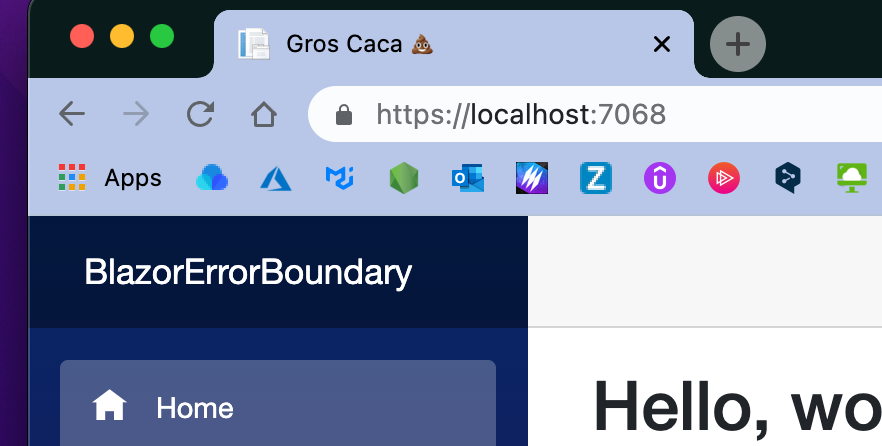 Gros Caca 💩
https://localhost:7068
Apps
BlazorErrorBoundary
Home
Hello, wo